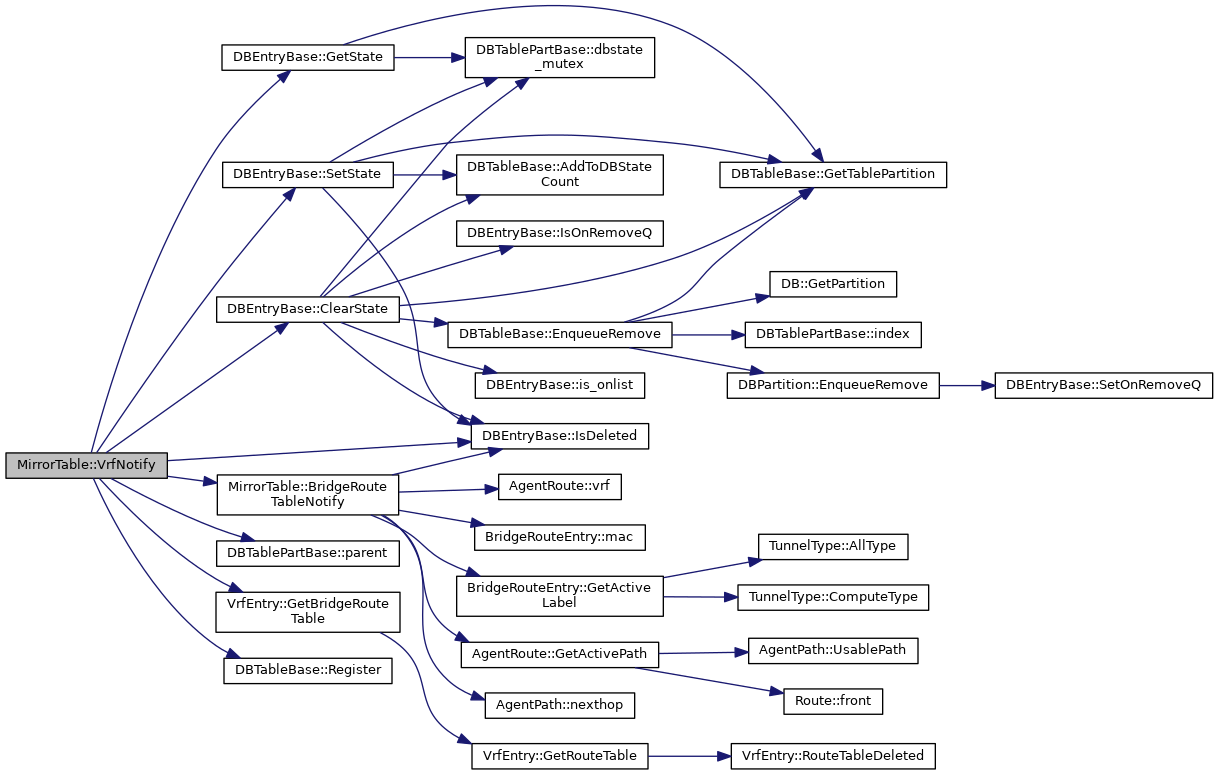 DBEntryBase::GetState
DBTablePartBase::dbstate
_mutex
DBEntryBase::SetState
DBTableBase::AddToDBState
Count
DBTableBase::GetTablePartition
DBEntryBase::IsOnRemoveQ
DB::GetPartition
DBEntryBase::ClearState
DBTableBase::EnqueueRemove
DBTablePartBase::index
DBEntryBase::is_onlist
DBPartition::EnqueueRemove
DBEntryBase::SetOnRemoveQ
DBEntryBase::IsDeleted
MirrorTable::VrfNotify
MirrorTable::BridgeRoute
TableNotify
AgentRoute::vrf
BridgeRouteEntry::mac
DBTablePartBase::parent
TunnelType::AllType
BridgeRouteEntry::GetActive
Label
TunnelType::ComputeType
VrfEntry::GetBridgeRoute
Table
AgentRoute::GetActivePath
AgentPath::UsablePath
DBTableBase::Register
Route::front
AgentPath::nexthop
VrfEntry::GetRouteTable
VrfEntry::RouteTableDeleted